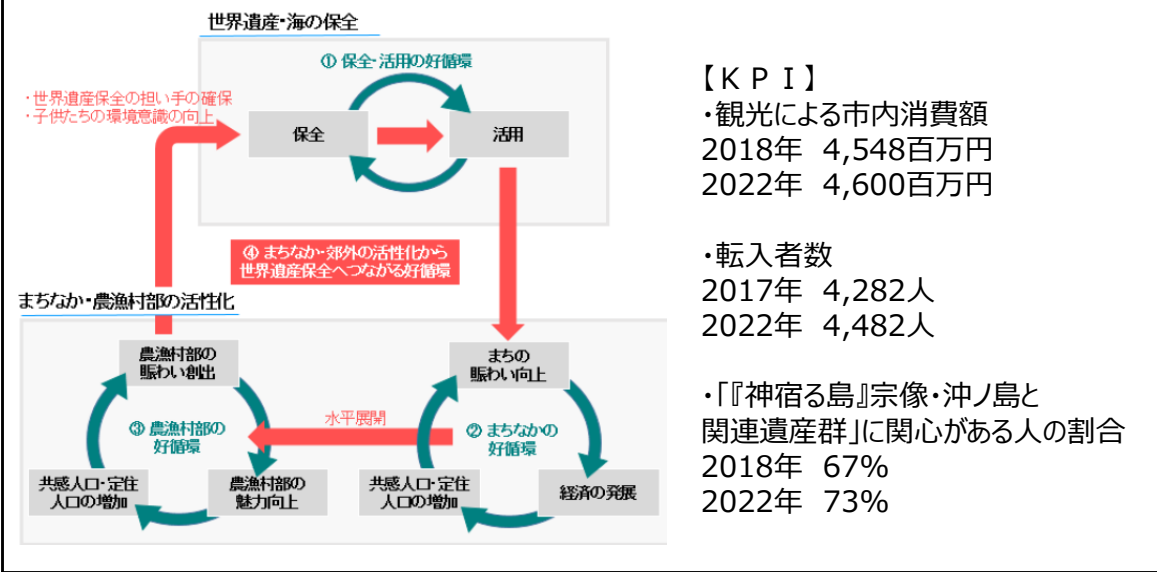 世界遺産・海の保全
① 保全・活用の好循環
・世界遺産保全の担い手の確保
・子供たちの環境意識の向上
保全
活用
④ まちなか・郊外の活性化から
世界遺産保全へつながる好循環
まちなか・農漁村部の活性化
農漁村部の
賑わい創出
まちの
賑わい向上
水平展開
③ 農漁村部の
好循環
② まちなかの
好循環
共感人口・定住
人口の増加
農漁村部の
魅力向上
共感人口・定住
人口の増加
経済の発展
【ＫＰＩ】
・観光による市内消費額
2018年 4,548百万円
2022年 4,600百万円
・転入者数
2017年 4,282人
2022年 4,482人
・「『神宿る島』宗像・沖ノ島と
関連遺産群」に関心がある人の割合
2018年 67%
2022年 73%